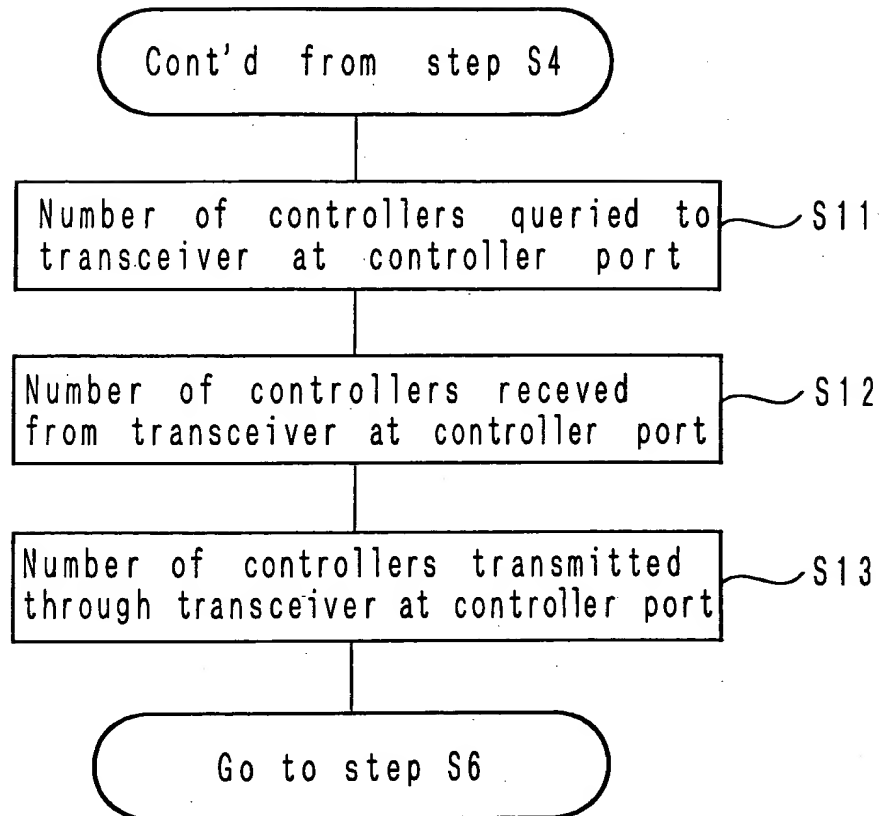 Cont'd from step S4
Number of controllers queried to
transceiver at controller port
S11
Number of controllers receved
from transceiver at controller port
S12
Number of controllers transmitted
through transceiver at controller port
S13
Go to step S6